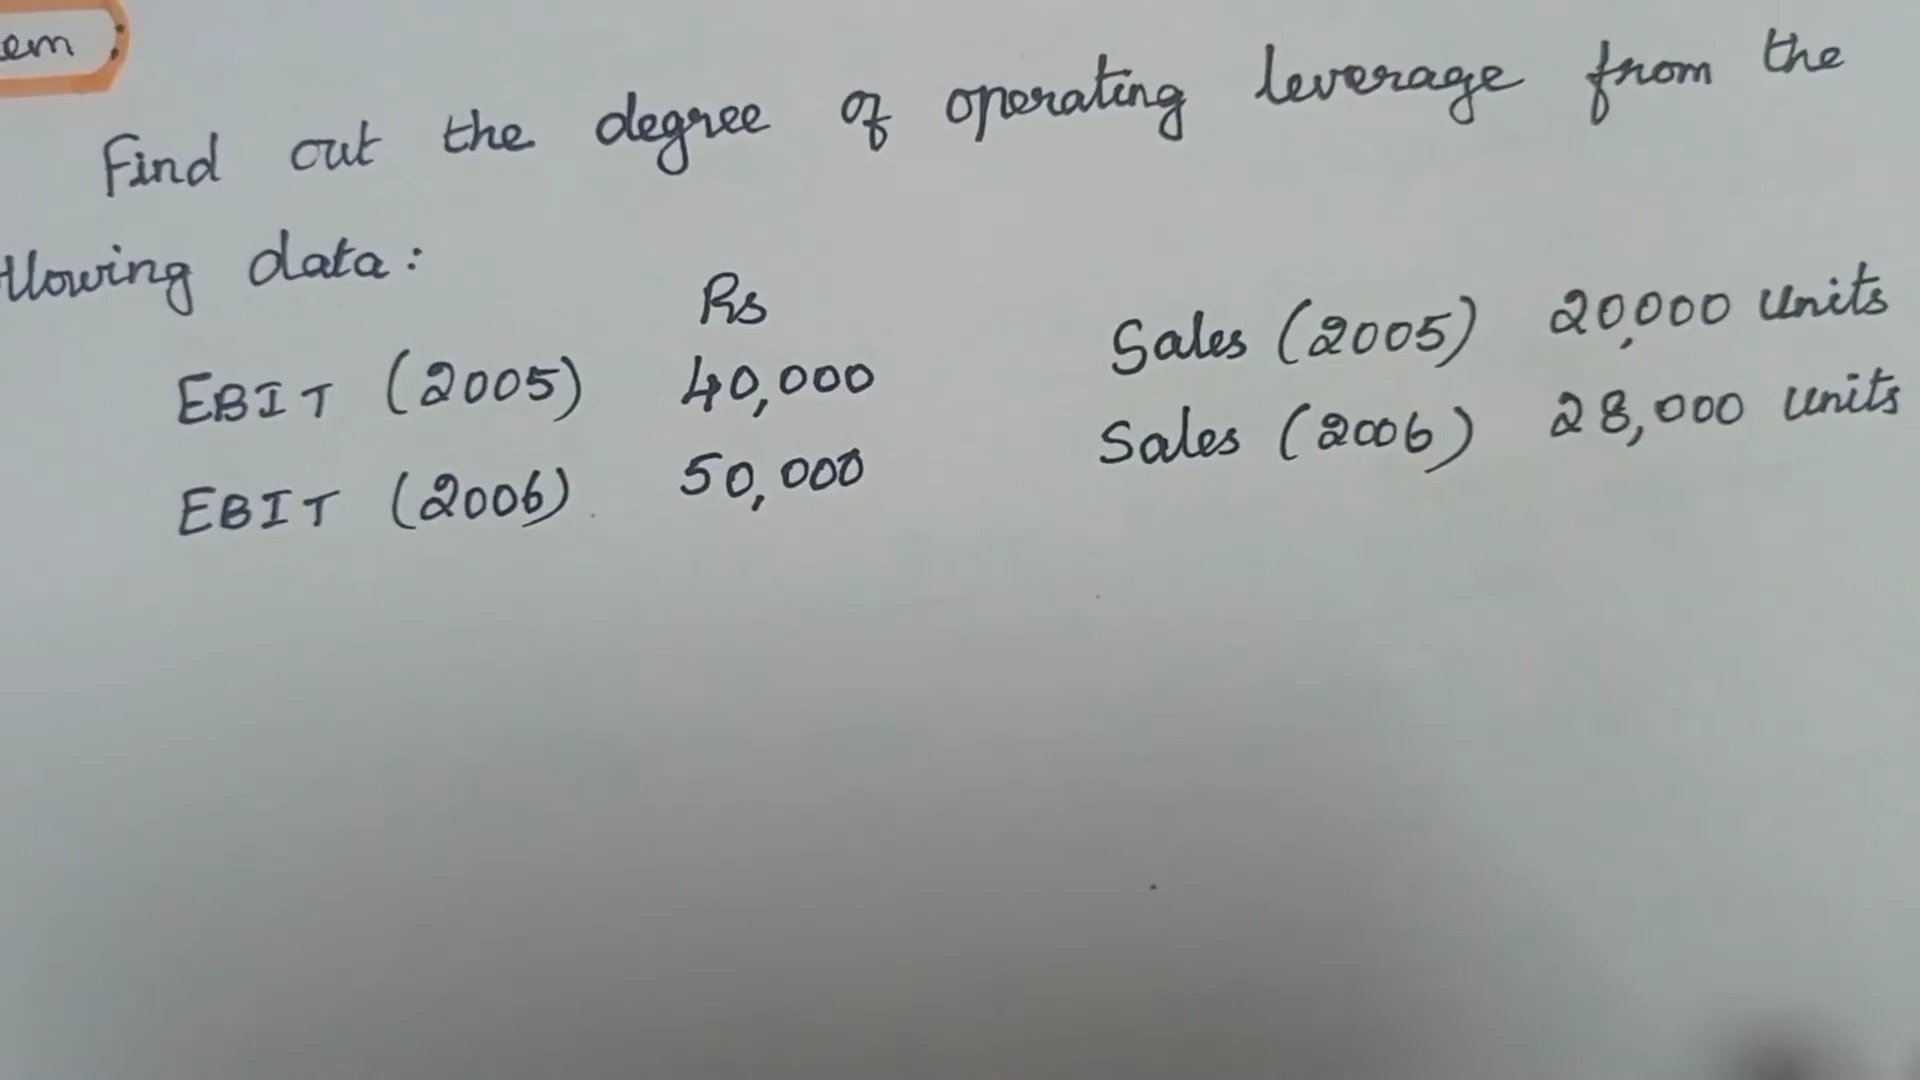 em :
Find out the degree of operating leverage from the
llowing data:
Rs
EBIT (2005) 40,000 Sales (2005) 20,000 units
EBIT (2006) 50,000 Sales (2006) 28,000 units